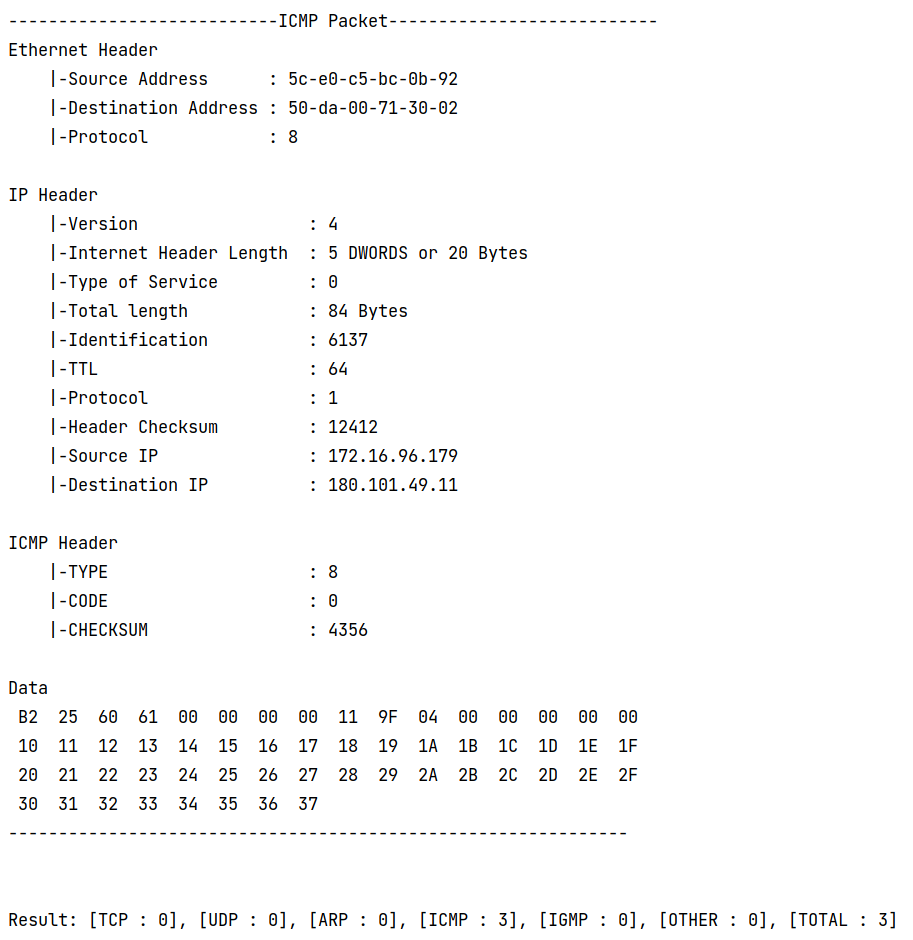 ---------------------------ICMP Packet---------------------------
Ethernet Header
    |-Source Address      : 5c-e0-c5-bc-0b-92
    |-Destination Address : 50-da-00-71-30-02
    |-Protocol            : 8
IP Header
    |-Version                 : 4
    |-Internet Header Length  : 5 DWORDS or 20 Bytes
    |-Type of Service         : 0
    |-Total length            : 84 Bytes
    |-Identification          : 6137
    |-TTL                     : 64
    |-Protocol                : 1
    |-Header Checksum         : 12412
    |-Source IP               : 172.16.96.179
    |-Destination IP          : 180.101.49.11
ICMP Header
    |-TYPE                    : 8
    |-CODE                    : 0
    |-CHECKSUM                : 4356
Data
 B2  25  60  61  00  00  00  00  11  9F  04  00  00  00  00  00
 10  11  12  13  14  15  16  17  18  19  1A  1B  1C  1D  1E  1F
 20  21  22  23  24  25  26  27  28  29  2A  2B  2C  2D  2E  2F
 30  31  32  33  34  35  36  37
--------------------------------------------------------------
Result: [TCP : 0], [UDP : 0], [ARP : 0], [ICMP : 3], [IGMP : 0], [OTHER : 0], [TOTAL : 3]